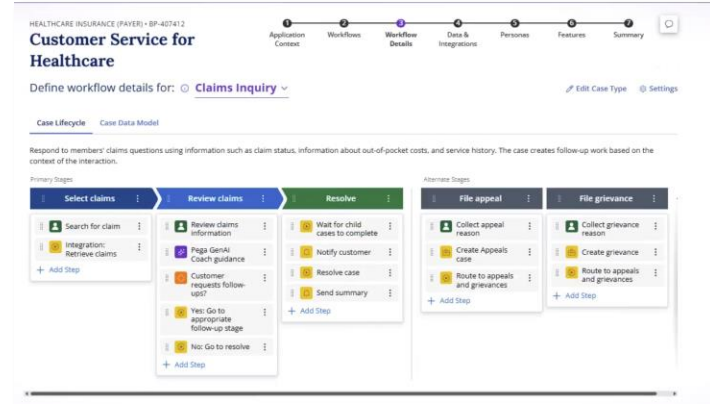 HEALTHCARE INSURANCE (PAYER) • BP-407412
Customer Service for
Healthcare
Application
Context
Workflows
Workflow
Details
Data &
Integrations
Personas
Features
Summary
Define workflow details for: Claims Inquiry
Edit Case Type
Settings
Case Lifecycle
Case Data Model
Respond to members' claims questions using information such as claim status, information about out-of-pocket costs, and service history. The case creates follow-up work based on the
context of the interaction.
Primary Stages
Select claims
Search for claim
Integration:
Retrieve claims
+ Add Step
Review claims
Review claims
information
Pega GenAI
Coach guidance
Customer
requests follow-
ups?
Yes: Go to
appropriate
follow-up stage
No: Go to resolve
+ Add Step
Resolve
Wait for child
cases to complete
Notify customer
Resolve case
Send summary
+ Add Step
Alternate Stages
File appeal
Collect appeal
reason
Create Appeals
case
Route to appeals
and grievances
+ Add Step
File grievance
Collect grievance
reason
Create grievance
Route to appeals
and grievances
+ Add Step